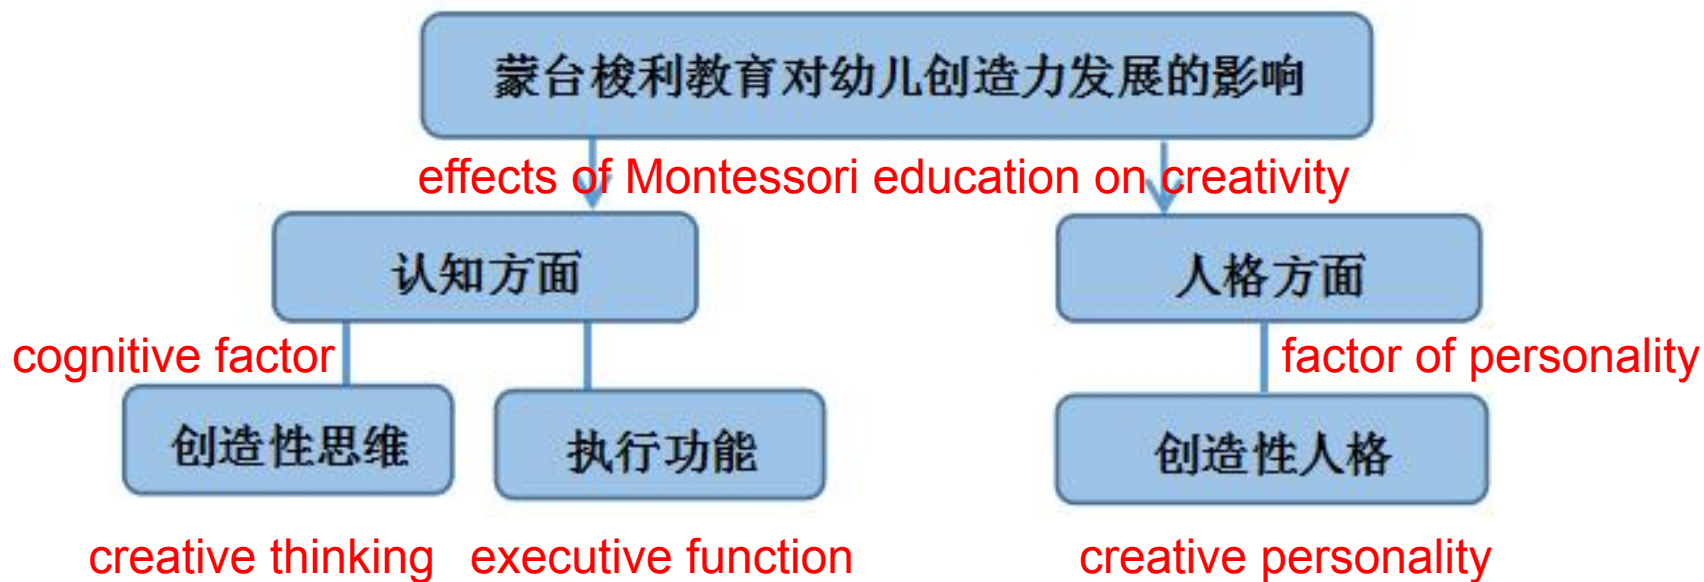 蒙台梭利教育对幼儿创造力发展的影响
effects of Montessori education on creativity
认知方面
人格方面
cognitive factor
factor of personality
创造性思维
执行功能
创造性人格
creative thinking
executive function
creative personality